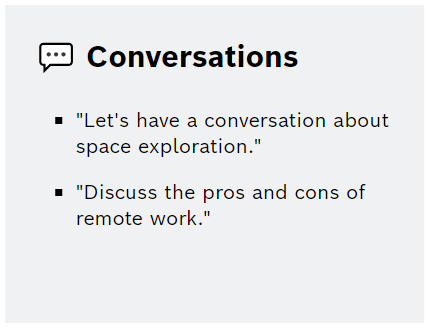 Conversations
"Let's have a conversation about
space exploration."
"Discuss the pros and cons of
remote work."